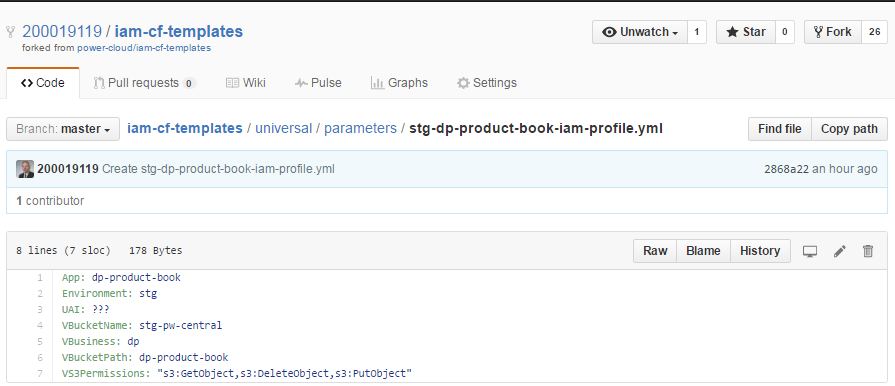 200019119 / iam-cf-templates
forked from power-cloud/iam-cf-templates
Unwatch 1 Star 0 Fork 26
Code Pull requests 0 Wiki Pulse Graphs Settings
Branch: master iam-cf-templates / universal / parameters / stg-dp-product-book-iam-profile.yml Find file Copy path
200019119 Create stg-dp-product-book-iam-profile.yml 2868a22 an hour ago
1 contributor
8 lines (7 sloc) 178 Bytes Raw Blame History
1 App: dp-product-book
2 Environment: stg
3 UAI: ???
4 VBucketName: stg-pw-central
5 VBusiness: dp
6 VBucketPath: dp-product-book
7 VS3Permissions: "s3:GetObject,s3:DeleteObject,s3:PutObject"